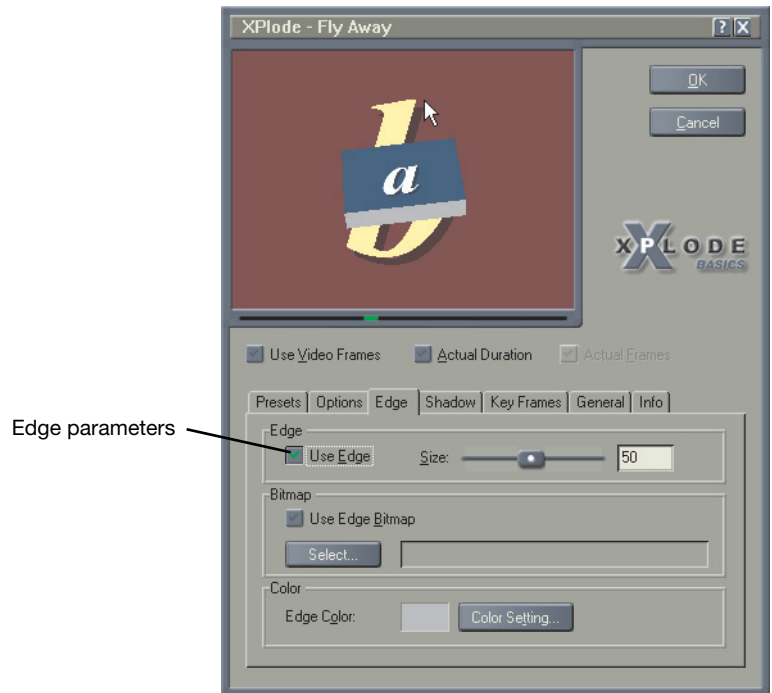 XPlode - Fly Away
? X
b
a
OK
Cancel
XPLODE
BASICS
Use Video Frames Actual Duration Actual Frames
Presets Options Edge Shadow Key Frames General Info
Edge parameters
Edge
Use Edge Size: 50
Bitmap
Use Edge Bitmap
Select...
Color
Edge Color: Color Setting...